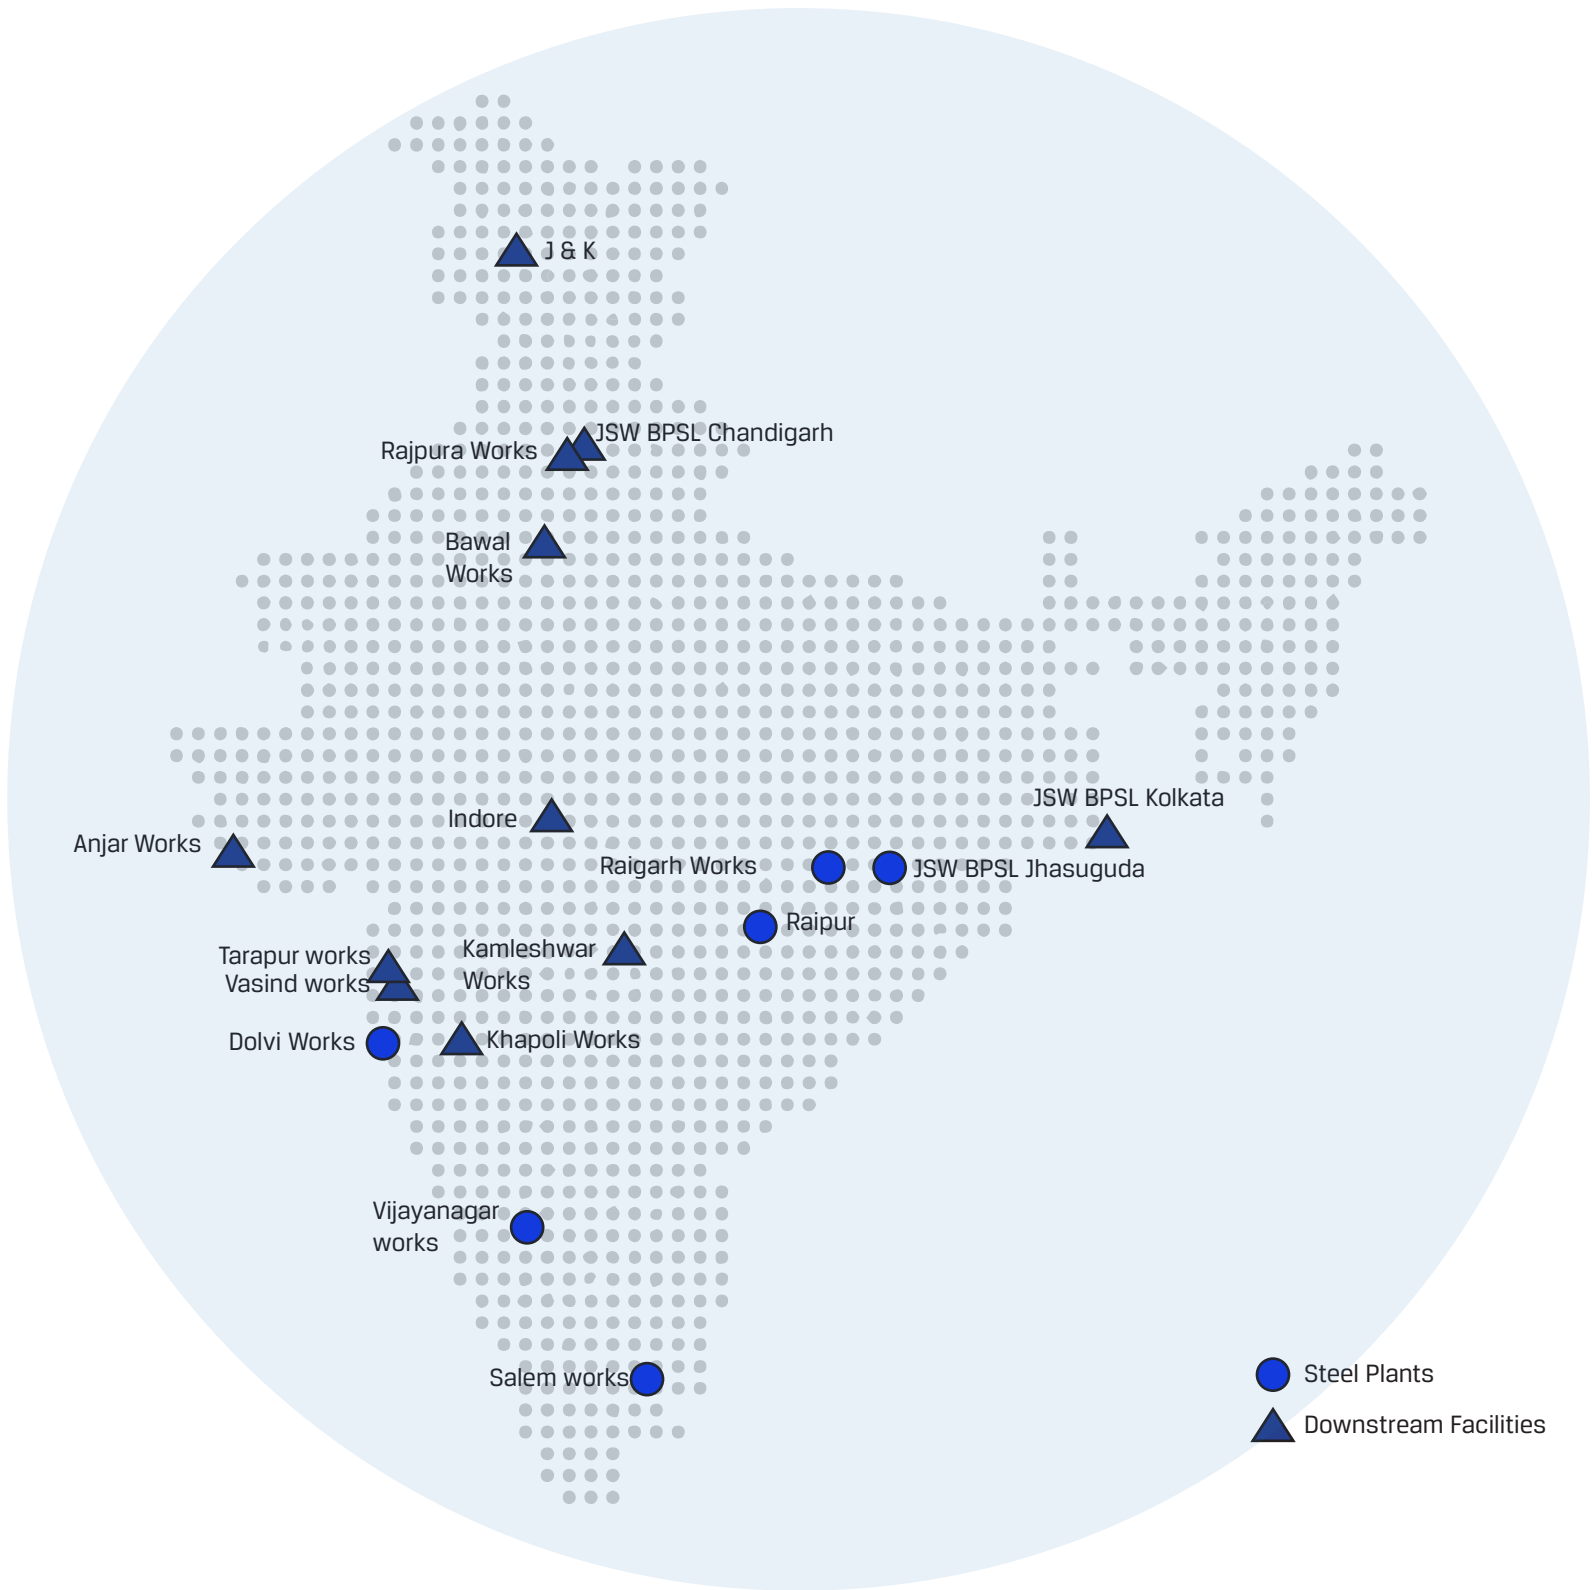 J & K
JSW BPSL Chandigarh
Rajpura Works
Bawal
Works
JSW BPSL Kolkata
Indore
Anjar Works
Raigarh Works
JSW BPSL Jhasuguda
Raipur
Tarapur works
Kamleshwar
Works
Vasind works
Dolvi Works
Khapoli Works
Vijayanagar
works
Salem works
Steel Plants
Downstream Facilities